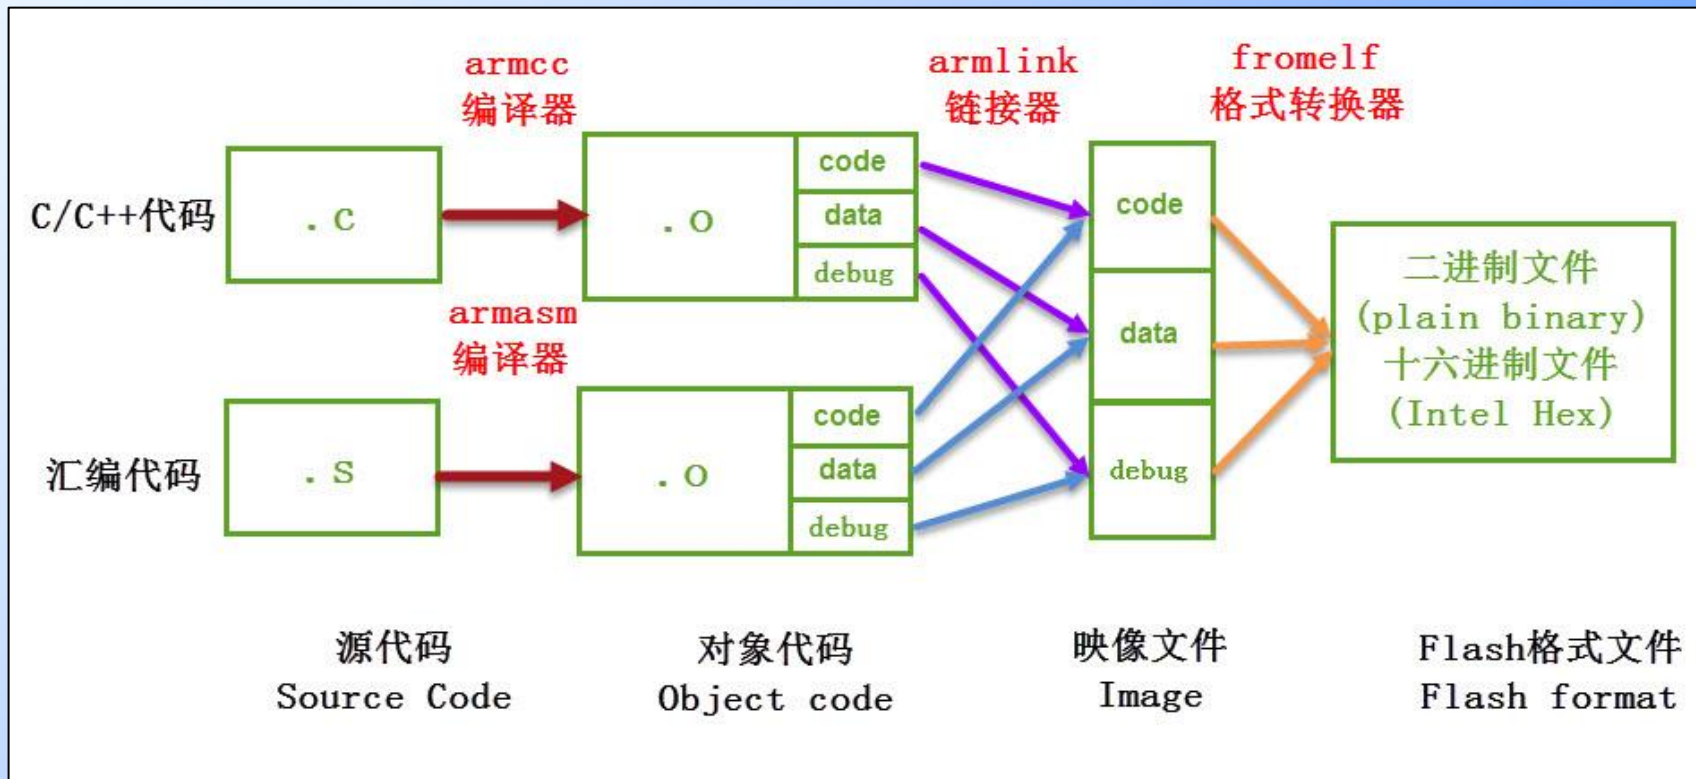 armcc
编译器
armlink
链接器
fromelf
格式转换器
C/C++代码
.C
.O
code
data
debug
armasm
编译器
汇编代码
.S
.O
code
data
debug
code
data
debug
二进制文件
(plain binary)
十六进制文件
(Intel Hex)
源代码
Source Code
对象代码
Object code
映像文件
Image
Flash格式文件
Flash format